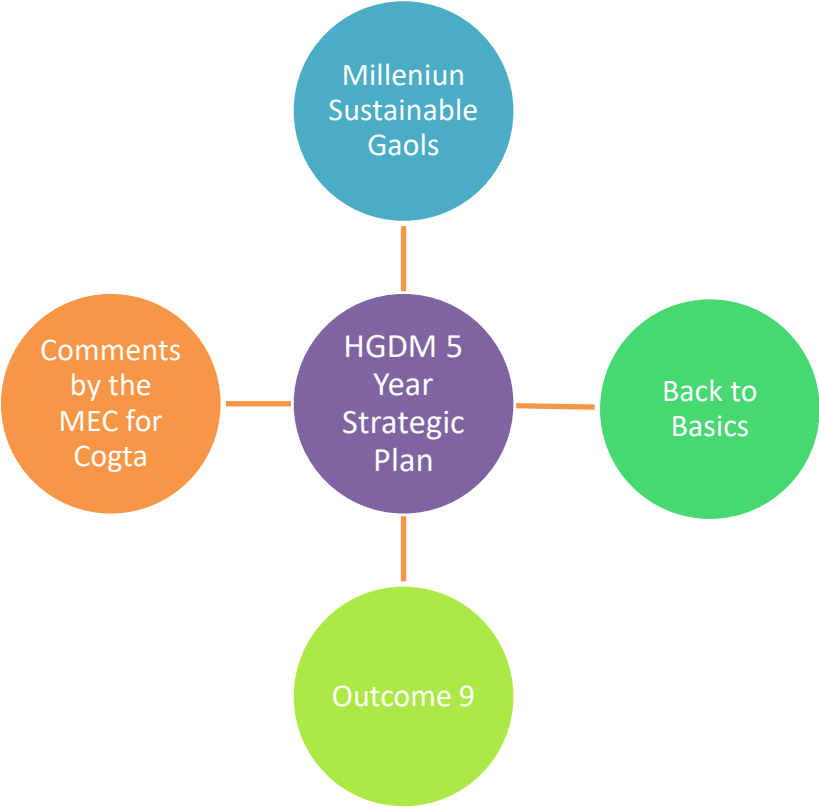 Milleniun
Sustainable
Gaols
Comments
by the
MEC for
Cogta
HGDM 5
Year
Strategic
Plan
Back to
Basics
Outcome 9